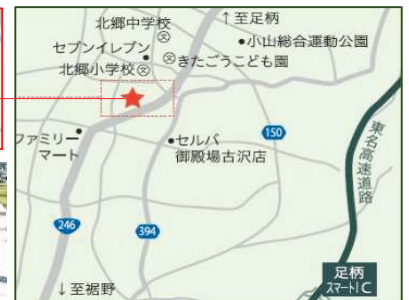 北郷中学校
↑至足柄
セブンイレブン
小山総合運動公園
北郷小学校
きたごうこども園
ファミリー
マート
セルバ
御殿場古沢店
150
東名高速道路
246
394
↓至裾野
足柄
スマートIC